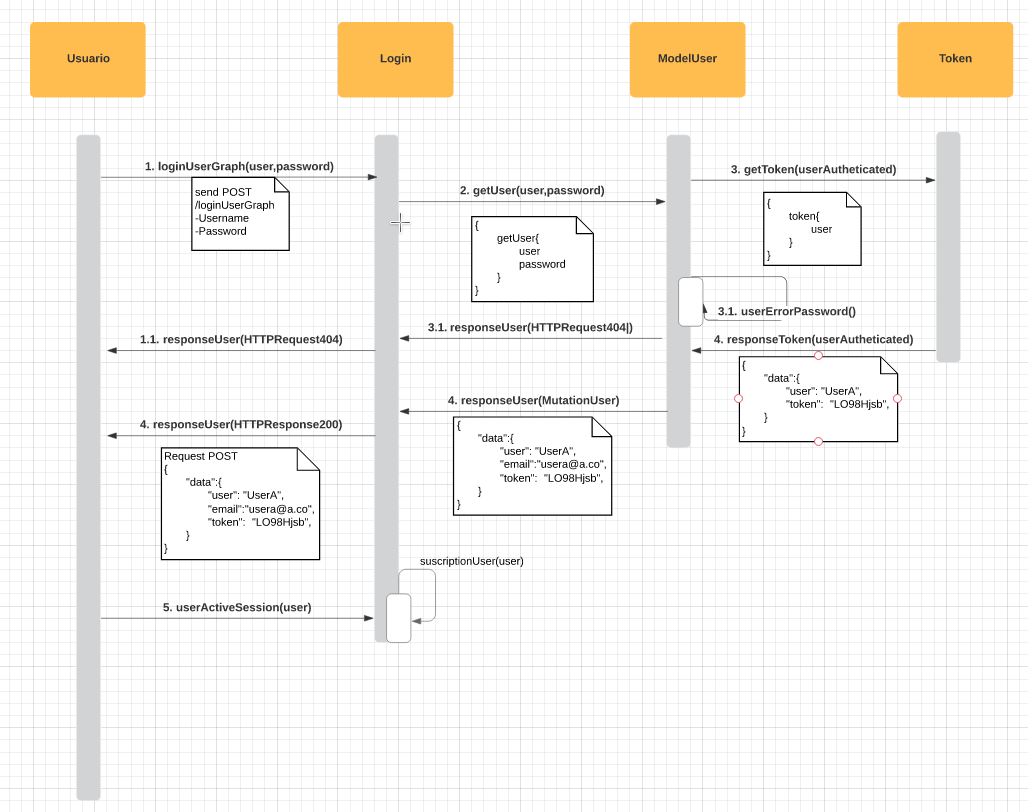 Usuario
Login
ModelUser
Token
1. loginUserGraph(user,password)
send POST
/loginUserGraph
-Username
-Password
2. getUser(user,password)
{
getUser{
user
password
}
}
3. getToken(userAutheticated)
{
token{
user
}
}
3.1. userErrorPassword()
3.1. responseUser(HTTPRequest404|)
1.1. responseUser(HTTPRequest404)
4. responseToken(userAutheticated)
{
"data":{
"user": "UserA",
"token": "LO98Hjsb",
}
}
4. responseUser(MutationUser)
{
"data":{
"user": "UserA",
"email":"usera@a.co",
"token": "LO98Hjsb",
}
}
4. responseUser(HTTPResponse200)
Request POST
{
"data":{
"user": "UserA",
"email":"usera@a.co",
"token": "LO98Hjsb",
}
}
suscriptionUser(user)
5. userActiveSession(user)